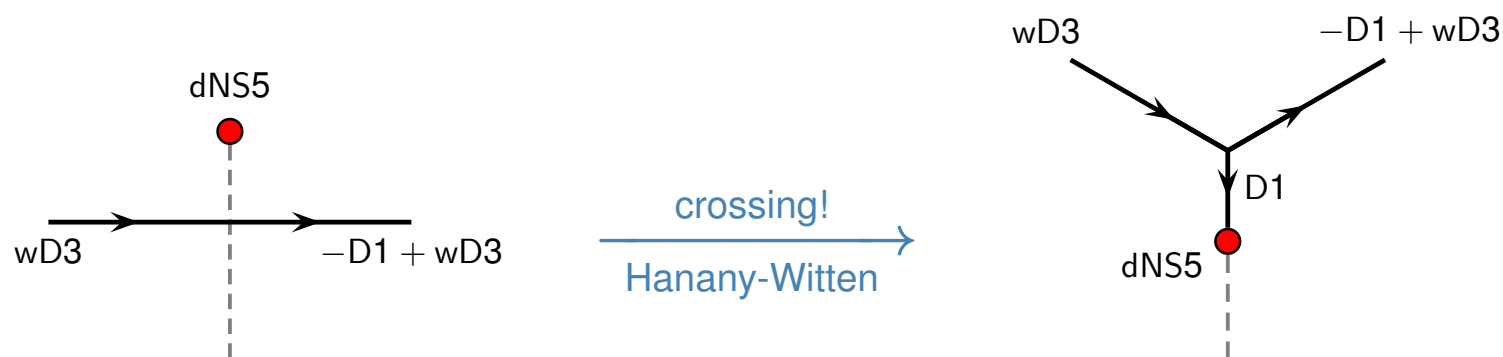 dNS5
wD3
−D1 + wD3
crossing!
Hanany-Witten
wD3
−D1 + wD3
D1
dNS5